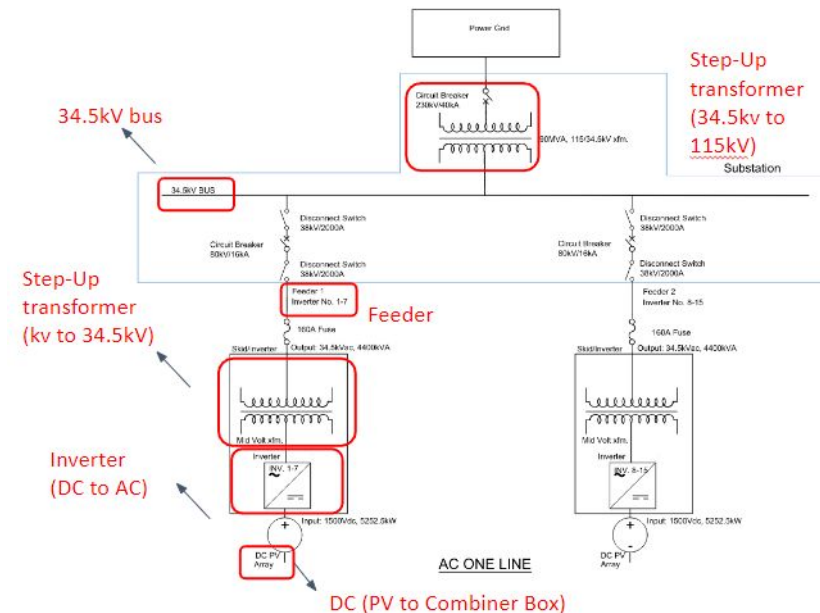 Power Grid
Step-Up
transformer
(34.5kv to
115kV)
Circuit Breaker
230kV/40kA
90MVA, 115/34.5kV xfm.
34.5kV bus
Substation
34.5kV BUS
Disconnect Switch
38kV/2000A
Circuit Breaker
80kV/16kA
Disconnect Switch
38kV/2000A
Disconnect Switch
38kV/2000A
Circuit Breaker
80kV/16kA
Disconnect Switch
38kV/2000A
Step-Up
transformer
(kv to 34.5kV)
Feeder 1
Inverter No. 1-7
Feeder
Feeder 2
Inverter No. 8-15
160A Fuse
160A Fuse
Skid/Inverter
Output: 34.5kVac, 4400kVA
Skid/Inverter
Output: 34.5kVac, 4400kVA
Mid Volt xfm.
Mid Volt xfm.
Inverter
(DC to AC)
Inverter
INV. 1-7
Inverter
INV. 8-15
Input: 1500Vdc, 5252.5kW
Input: 1500Vdc, 5252.5kW
+
+
-
DC PV
Array
DC PV
Array
AC ONE LINE
DC (PV to Combiner Box)